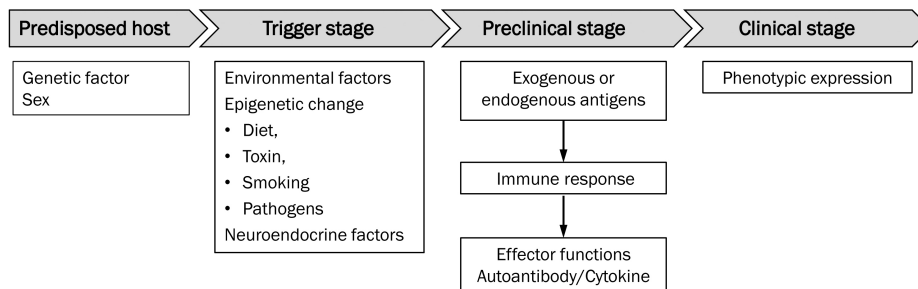 Predisposed host
Trigger stage
Preclinical stage
Clinical stage
Genetic factor
Sex
Environmental factors
Epigenetic change
• Diet,
• Toxin,
• Smoking
• Pathogens
Neuroendocrine factors
Exogenous or
endogenous antigens
Immune response
Effector functions
Autoantibody/Cytokine
Phenotypic expression